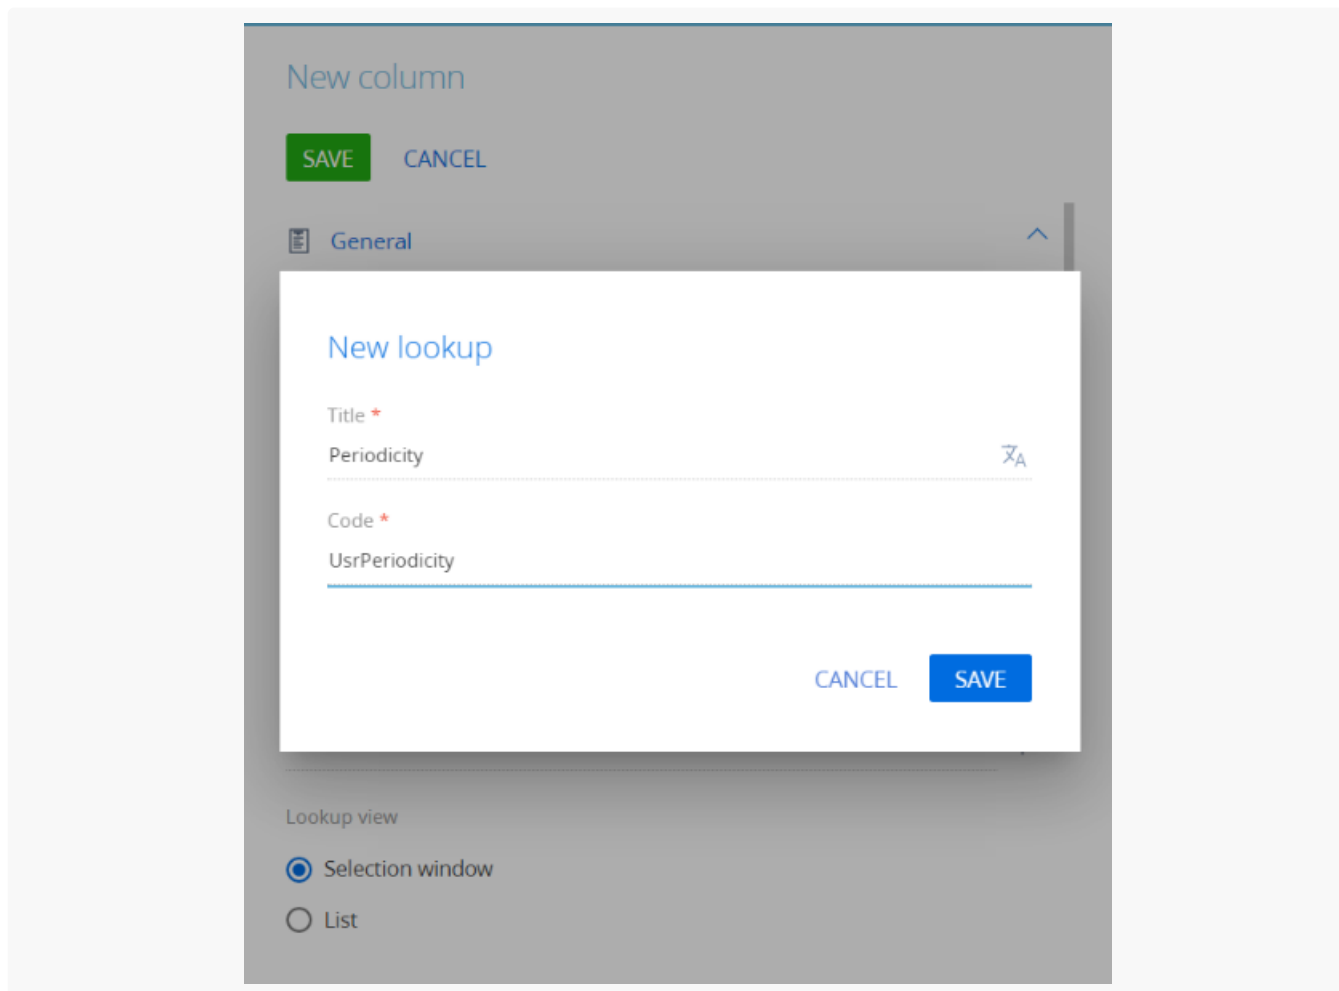 New column
SAVE CANCEL
General
New lookup
Title *
Periodicity
Code *
UsrPeriodicity
CANCEL SAVE
Lookup view
Selection window
List